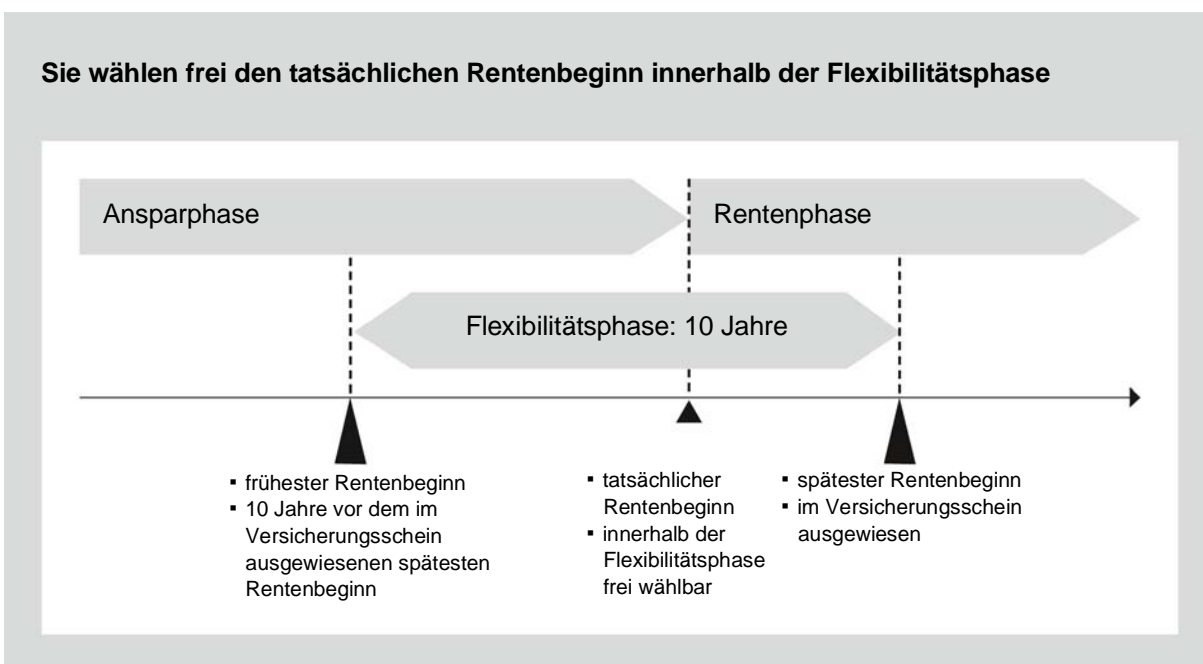 Sie wählen frei den tatsächlichen Rentenbeginn innerhalb der Flexibilitätsphase
Ansparphase
Rentenphase
Flexibilitätsphase: 10 Jahre
▪ frühester Rentenbeginn
▪ 10 Jahre vor dem im
Versicherungsschein
ausgewiesenen spätesten
Rentenbeginn
▪ tatsächlicher
Rentenbeginn
▪ innerhalb der
Flexibilitätsphase
frei wählbar
▪ spätester Rentenbeginn
▪ im Versicherungsschein
ausgewiesen